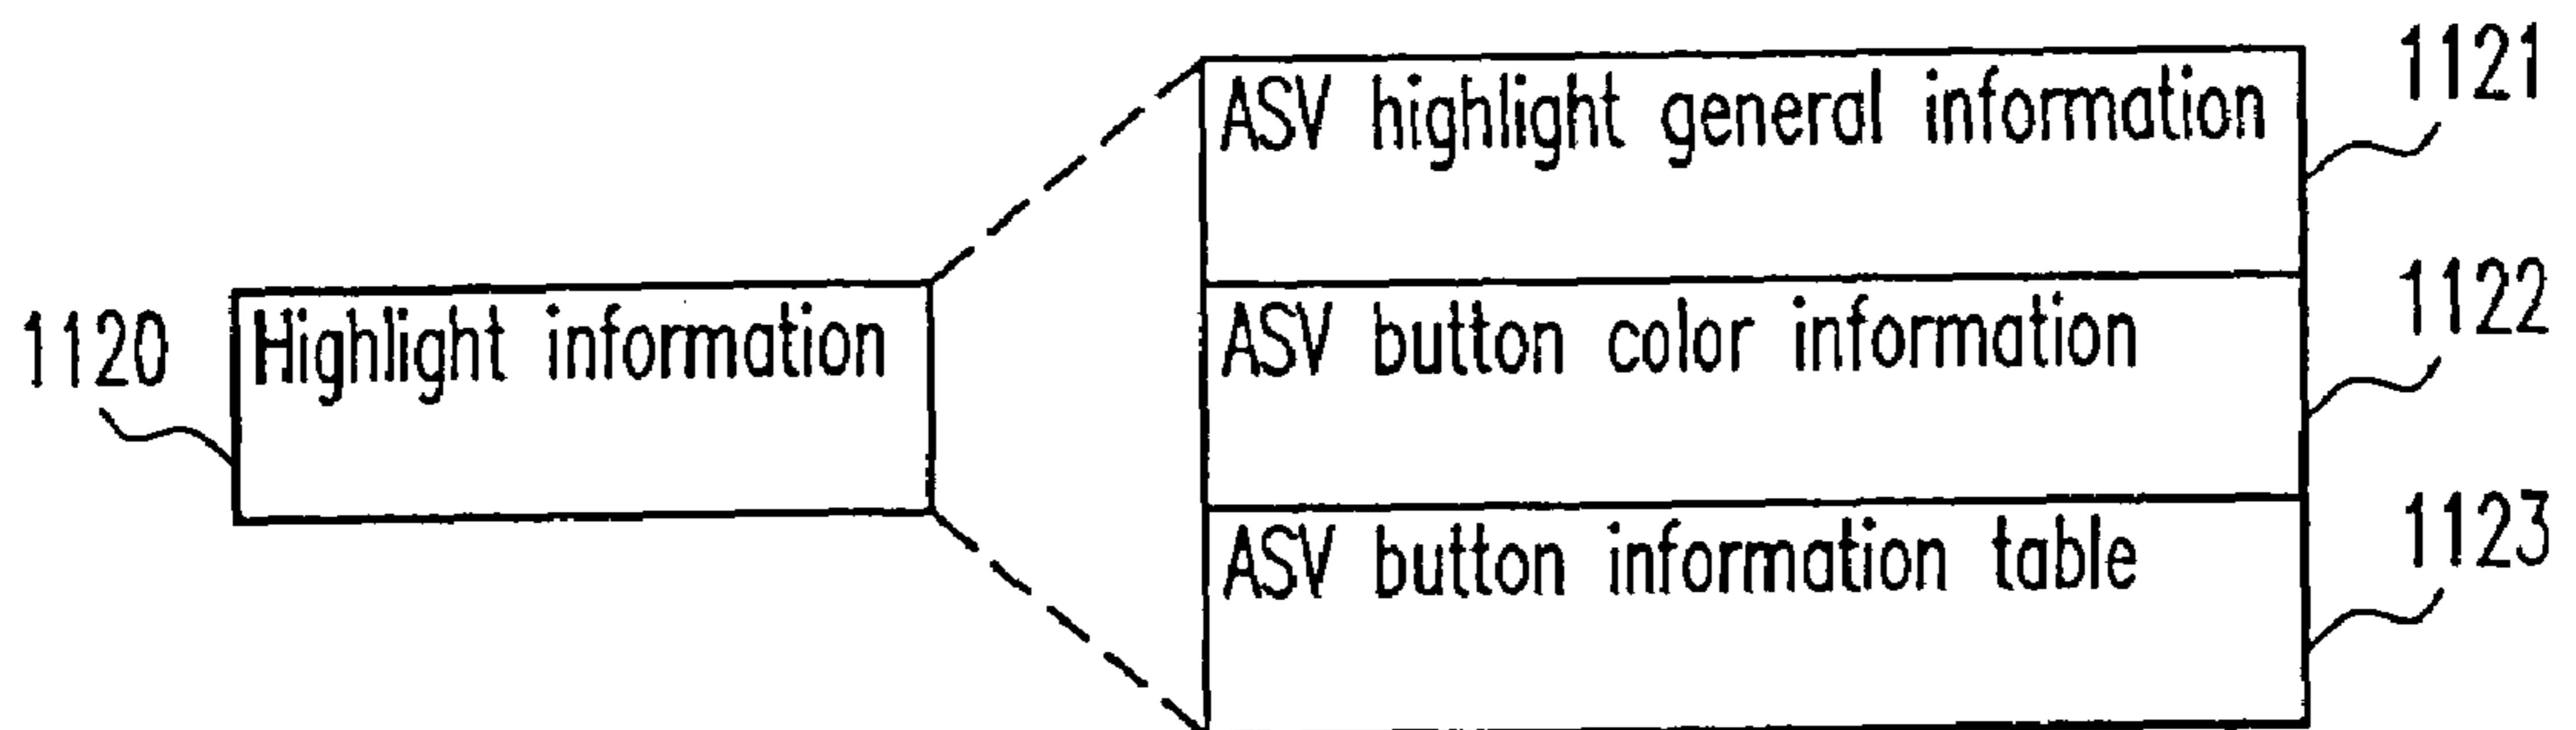 1120
Highlight information
ASV highlight general information
1121
ASV button color information
1122
ASV button information table
1123